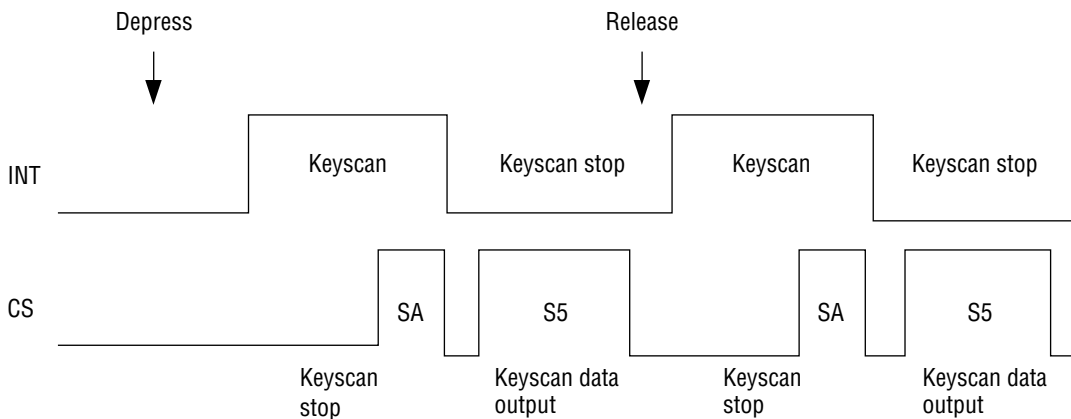 Depress Release
INT Keyscan Keyscan stop Keyscan Keyscan stop
CS SA S5 SA S5
Keyscan Keyscan data Keyscan Keyscan data
stop output stop output